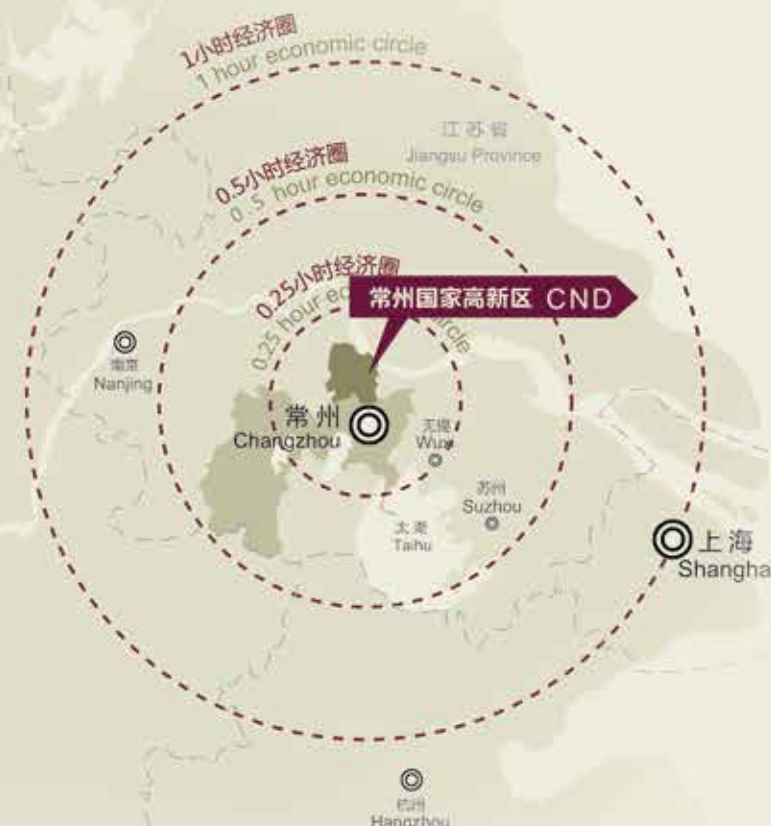 1小时经济圈
1 hour economic circle
江苏省
Jiangsu Province
0.5小时经济圈
0.5 hour economic circle
0.25小时经济圈
常州国家高新区 CND
0.25 hour ec circle
南京
Nanjing
常州
Changzhou
无锡
Wuxi
苏州
Suzhou
太湖
Taihu
上海
Shangha
杭州
Hangzhou